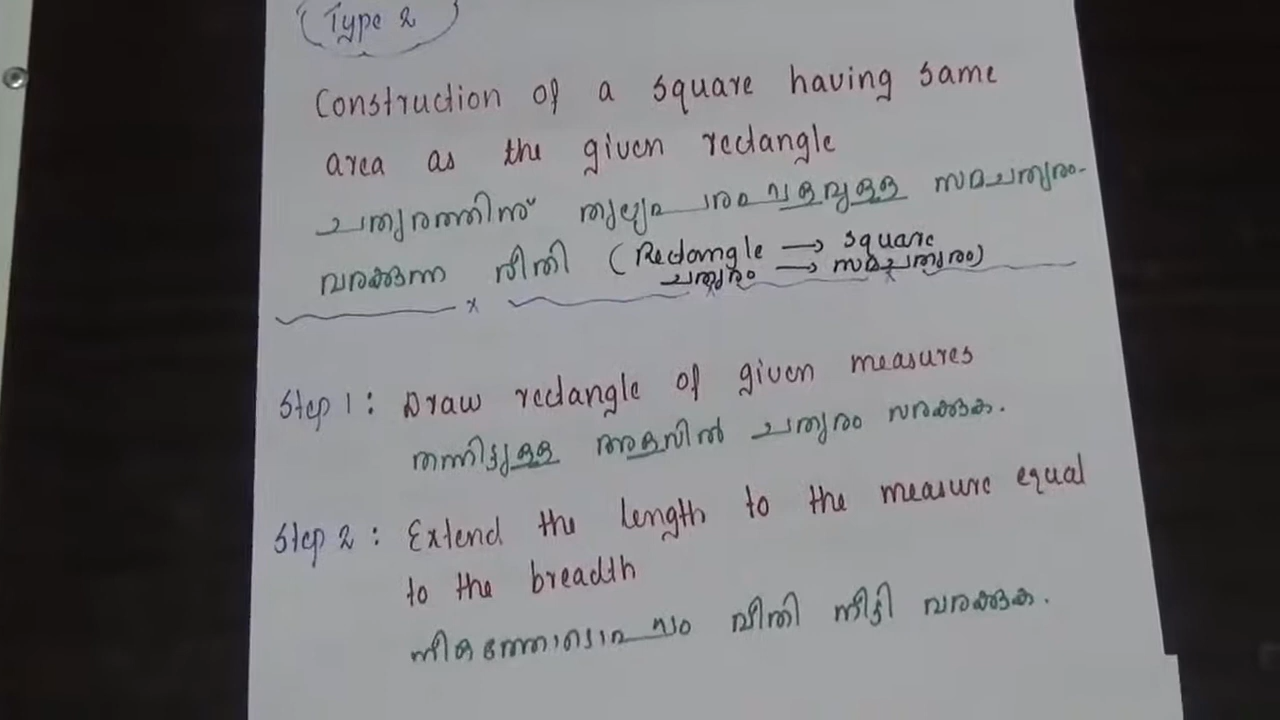 Type 2
Construction of a square having same
area as the given rectangle
ചതുരത്തിന് തുല്യമായ പരപ്പളവുള്ള സമചതുരം
വരക്കുന്ന രീതി (Rectangle → square
ചതുരം → സമചതുരം)
Step 1 : Draw rectangle of given measures
തന്നിട്ടുള്ള അളവിൽ ചതുരം വരക്കുക.
Step 2 : Extend the length to the measure equal
to the breadth
നീളത്തോടൊപ്പം വീതി നീട്ടി വരക്കുക.